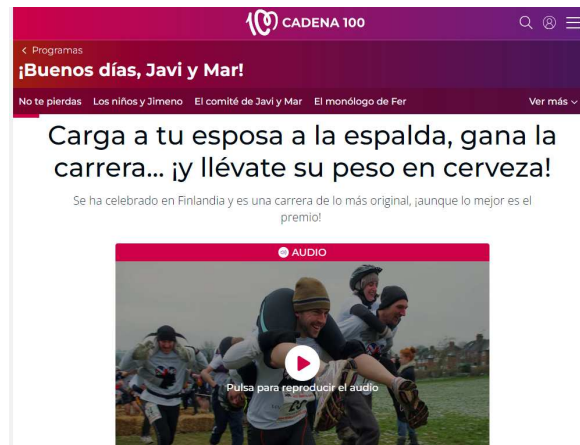 CADENA 100
< Programas
¡Buenos días, Javi y Mar!
No te pierdas Los niños y Jimeno El comité de Javi y Mar El monólogo de Fer Ver más
Carga a tu esposa a la espalda, gana la
carrera... ¡y llévate su peso en cerveza!
Se ha celebrado en Finlandia y es una carrera de lo más original, ¡aunque lo mejor es el
premio!
AUDIO
Pulsa para reproducir el audio